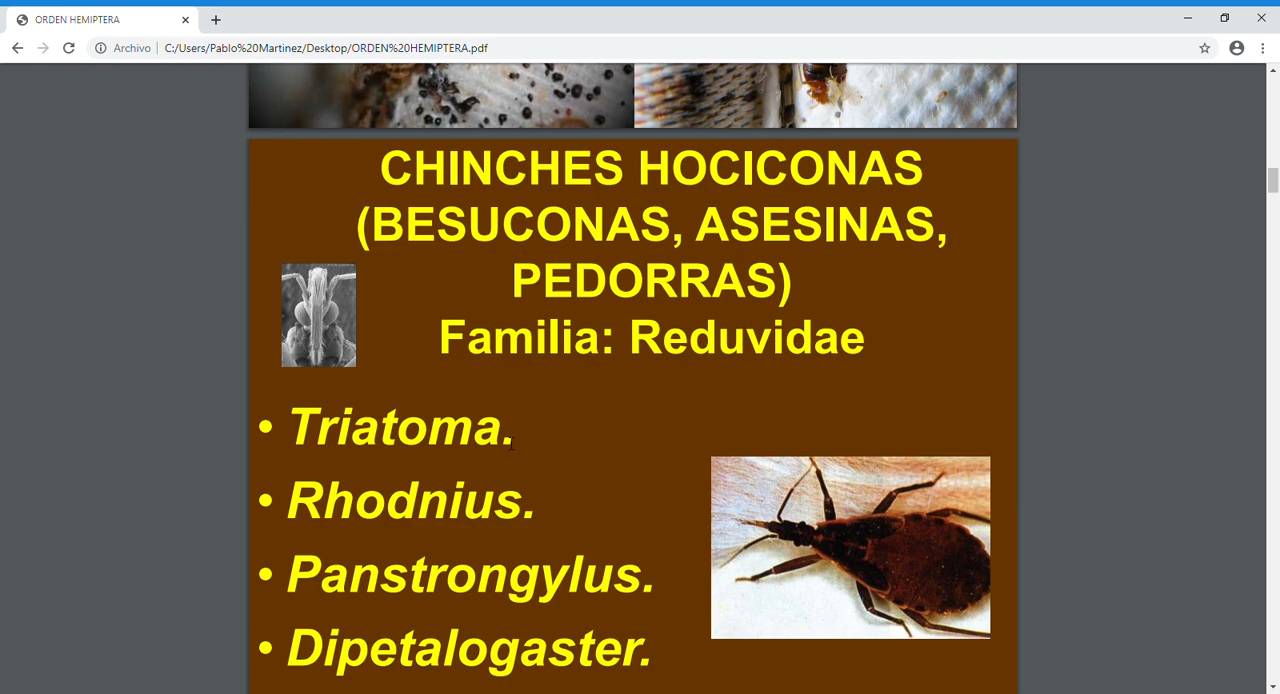 ORDEN HEMIPTERA
Archivo
C:/Users/Pablo%20Martinez/Desktop/ORDEN%20HEMIPTERA.pdf
CHINCHES HOCICONAS
(BESUCONAS, ASESINAS,
PEDORRAS)
Familia: Reduvidae
• Triatoma.
• Rhodnius.
• Panstrongylus.
• Dipetalogaster.